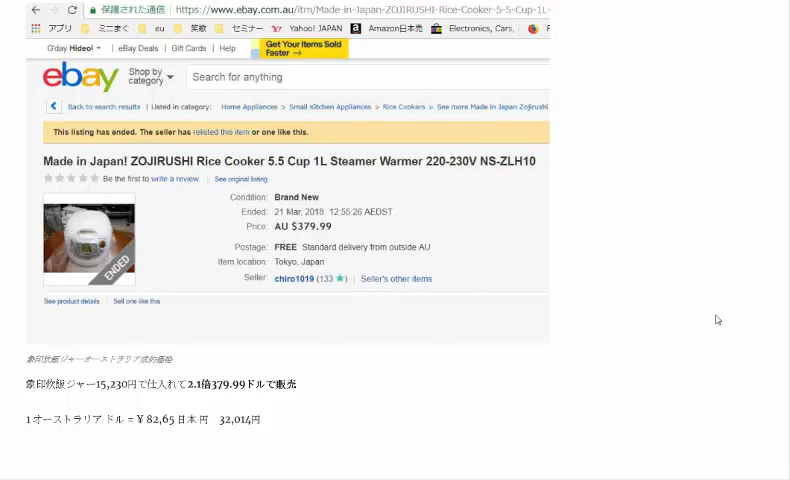 保護された通信 | https://www.ebay.com.au/itm/Made-in-Japan-ZOJIRUSHI-Rice-Cooker-5-5-Cup-1L-
アプリ ミニまぐ eu 笑歌 セミナー Yahoo! JAPAN Amazon日本売 Electronics, Cars, F
G'day Hideo! eBay Deals Gift Cards Help
Get Your Items Sold
Faster →
ebay
Shop by
category
Search for anything
Back to search results | Listed in category: Home Appliances > Small Kitchen Appliances > Rice Cookers > See more Made in Japan Zojirushi
This listing has ended. The seller has relisted this item or one like this.
Made in Japan! ZOJIRUSHI Rice Cooker 5.5 Cup 1L Steamer Warmer 220-230V NS-ZLH10
Be the first to write a review. | See original listing
Condition: Brand New
Ended: 21 Mar, 2018 12:55:26 AEDST
Price: AU $379.99
Postage: FREE Standard delivery from outside AU
Item location: Tokyo, Japan
Seller: chiro1019 (133 ★) | Seller's other items
ENDED
See product details | Sell one like this
象印炊飯ジャーオーストラリア成約価格
象印炊飯ジャー15,230円で仕入れて2.1倍379.99ドルで販売
1 オーストラリア ドル = ¥ 82,65 日本 円 32,014円